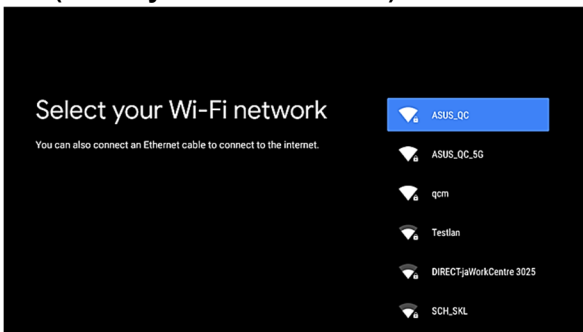 Select your Wi-Fi network
You can also connect an Ethernet cable to connect to the internet.
ASUS_QC
ASUS_QC_5G
qcm
Testlan
DIRECT-jaWorkCentre 3025
SCH_SKL